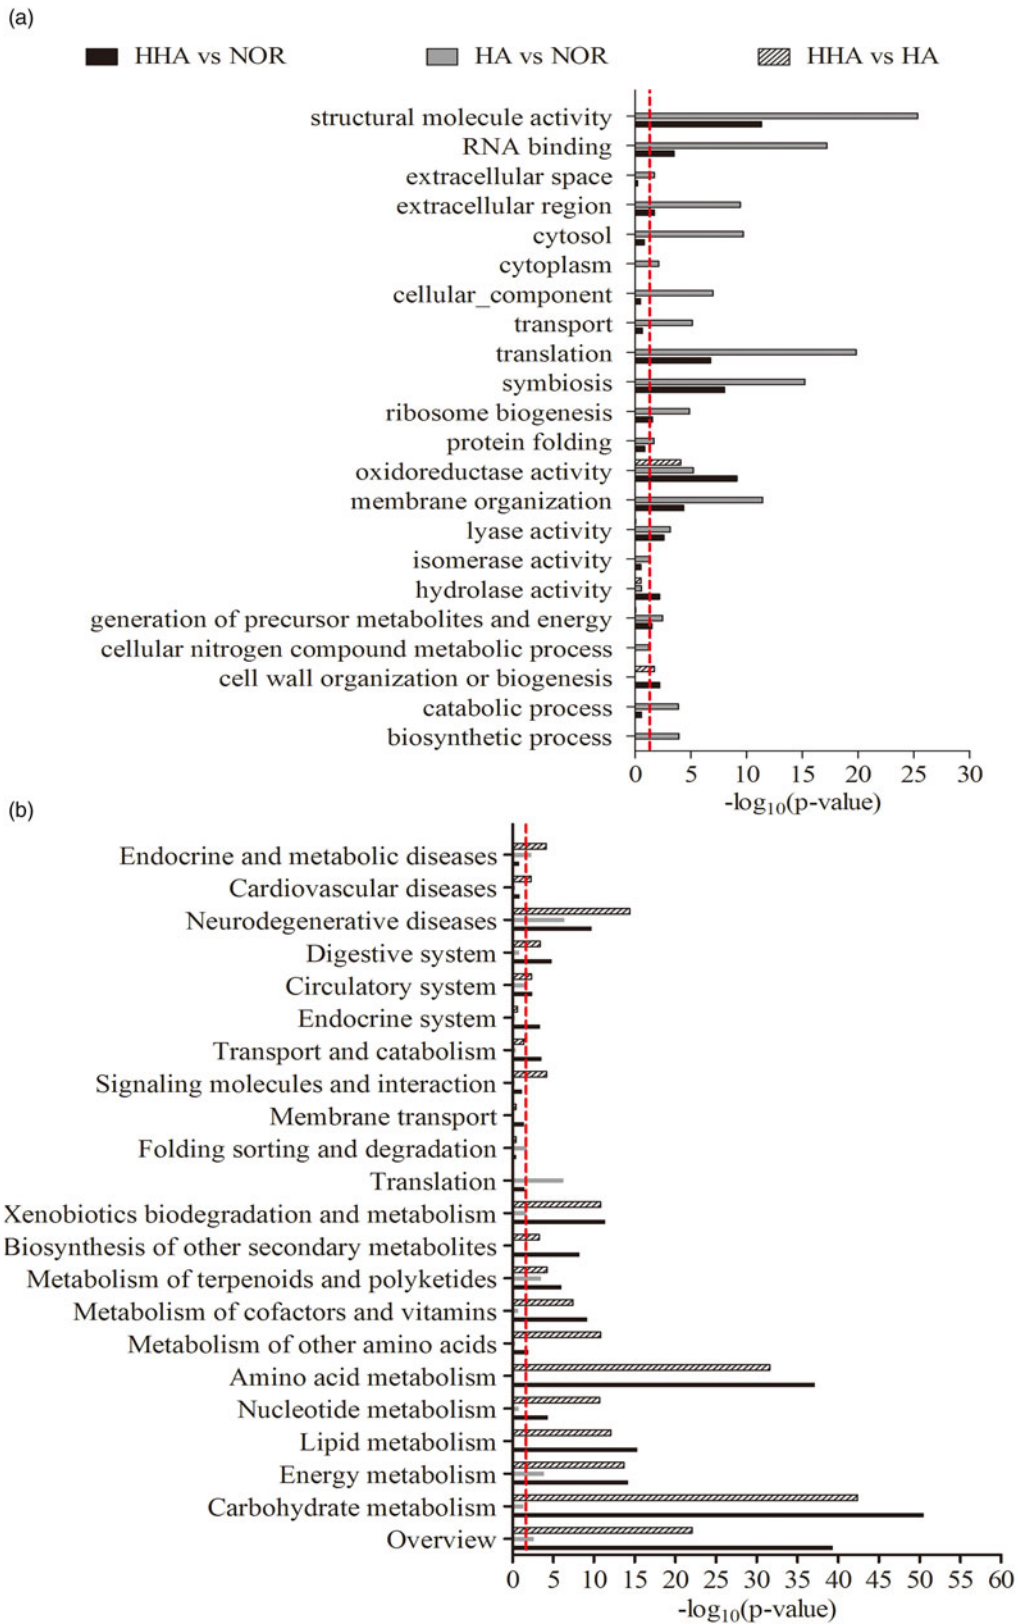 (a)
HHA vs NOR HA vs NOR HHA vs HA
structural molecule activity
RNA binding
extracellular space
extracellular region
cytosol
cytoplasm
cellular_component
transport
translation
symbiosis
ribosome biogenesis
protein folding
oxidoreductase activity
membrane organization
lyase activity
isomerase activity
hydrolase activity
generation of precursor metabolites and energy
cellular nitrogen compound metabolic process
cell wall organization or biogenesis
catabolic process
biosynthetic process
0 5 10 15 20 25 30
-log₁₀(p-value)
(b)
Endocrine and metabolic diseases
Cardiovascular diseases
Neurodegenerative diseases
Digestive system
Circulatory system
Endocrine system
Transport and catabolism
Signaling molecules and interaction
Membrane transport
Folding sorting and degradation
Translation
Xenobiotics biodegradation and metabolism
Biosynthesis of other secondary metabolites
Metabolism of terpenoids and polyketides
Metabolism of cofactors and vitamins
Metabolism of other amino acids
Amino acid metabolism
Nucleotide metabolism
Lipid metabolism
Energy metabolism
Carbohydrate metabolism
Overview
0 5 10 15 20 25 30 35 40 45 50 55 60
-log₁₀(p-value)